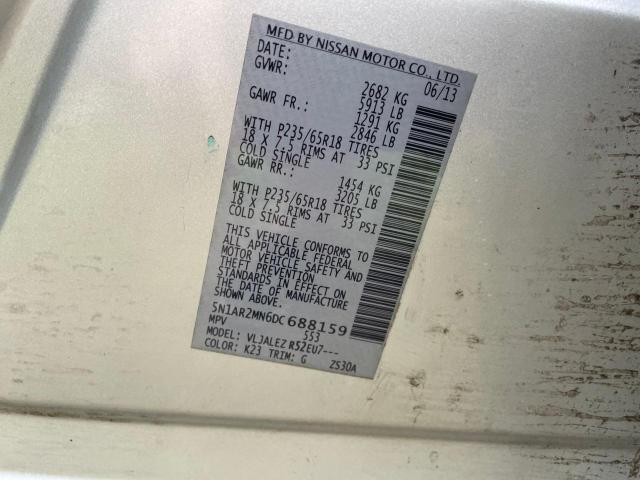 MFD BY NISSAN MOTOR CO., LTD.
DATE: 06/13
GVWR: 2682 KG
5913 LB
GAWR FR.: 1291 KG
2846 LB
WITH P235/65R18 TIRES
18 X 7.5 RIMS AT 33 PSI
COLD SINGLE
GAWR RR.: 1454 KG
3205 LB
WITH P235/65R18 TIRES
18 X 7.5 RIMS AT 33 PSI
COLD SINGLE
THIS VEHICLE CONFORMS TO
ALL APPLICABLE FEDERAL
MOTOR VEHICLE SAFETY AND
THEFT PREVENTION
STANDARDS IN EFFECT ON
THE DATE OF MANUFACTURE
SHOWN ABOVE.
5N1AR2MN6DC688159
MPV 553
MODEL: VLJALEZ R52EU7---
COLOR: K23 TRIM: G ZS30A